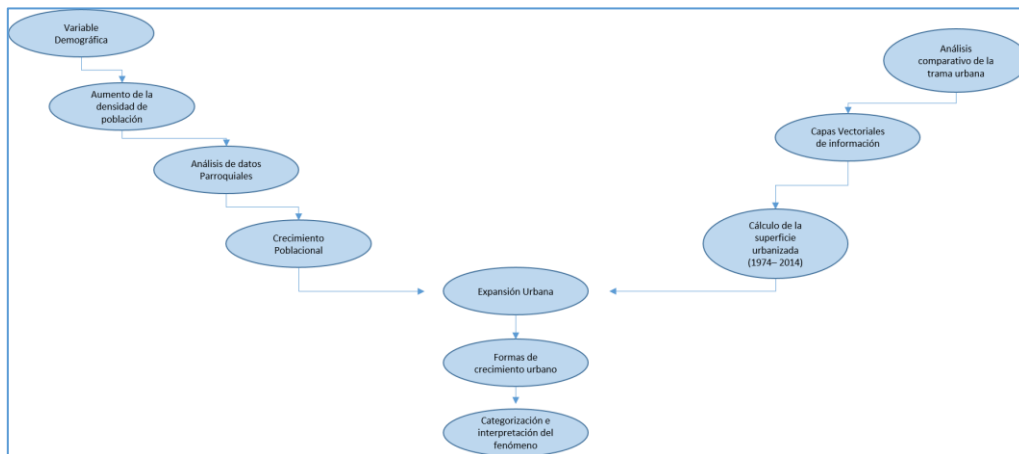 Variable
Demográfica
Aumento de la
densidad de
población
Análisis de datos
Parroquiales
Crecimiento
Poblacional
Análisis
comparativo de la
trama urbana
Capas Vectoriales
de información
Cálculo de la
superficie
urbanizada
(1974– 2014)
Expansión Urbana
Formas de
crecimiento urbano
Categorización e
interpretación del
fenómeno